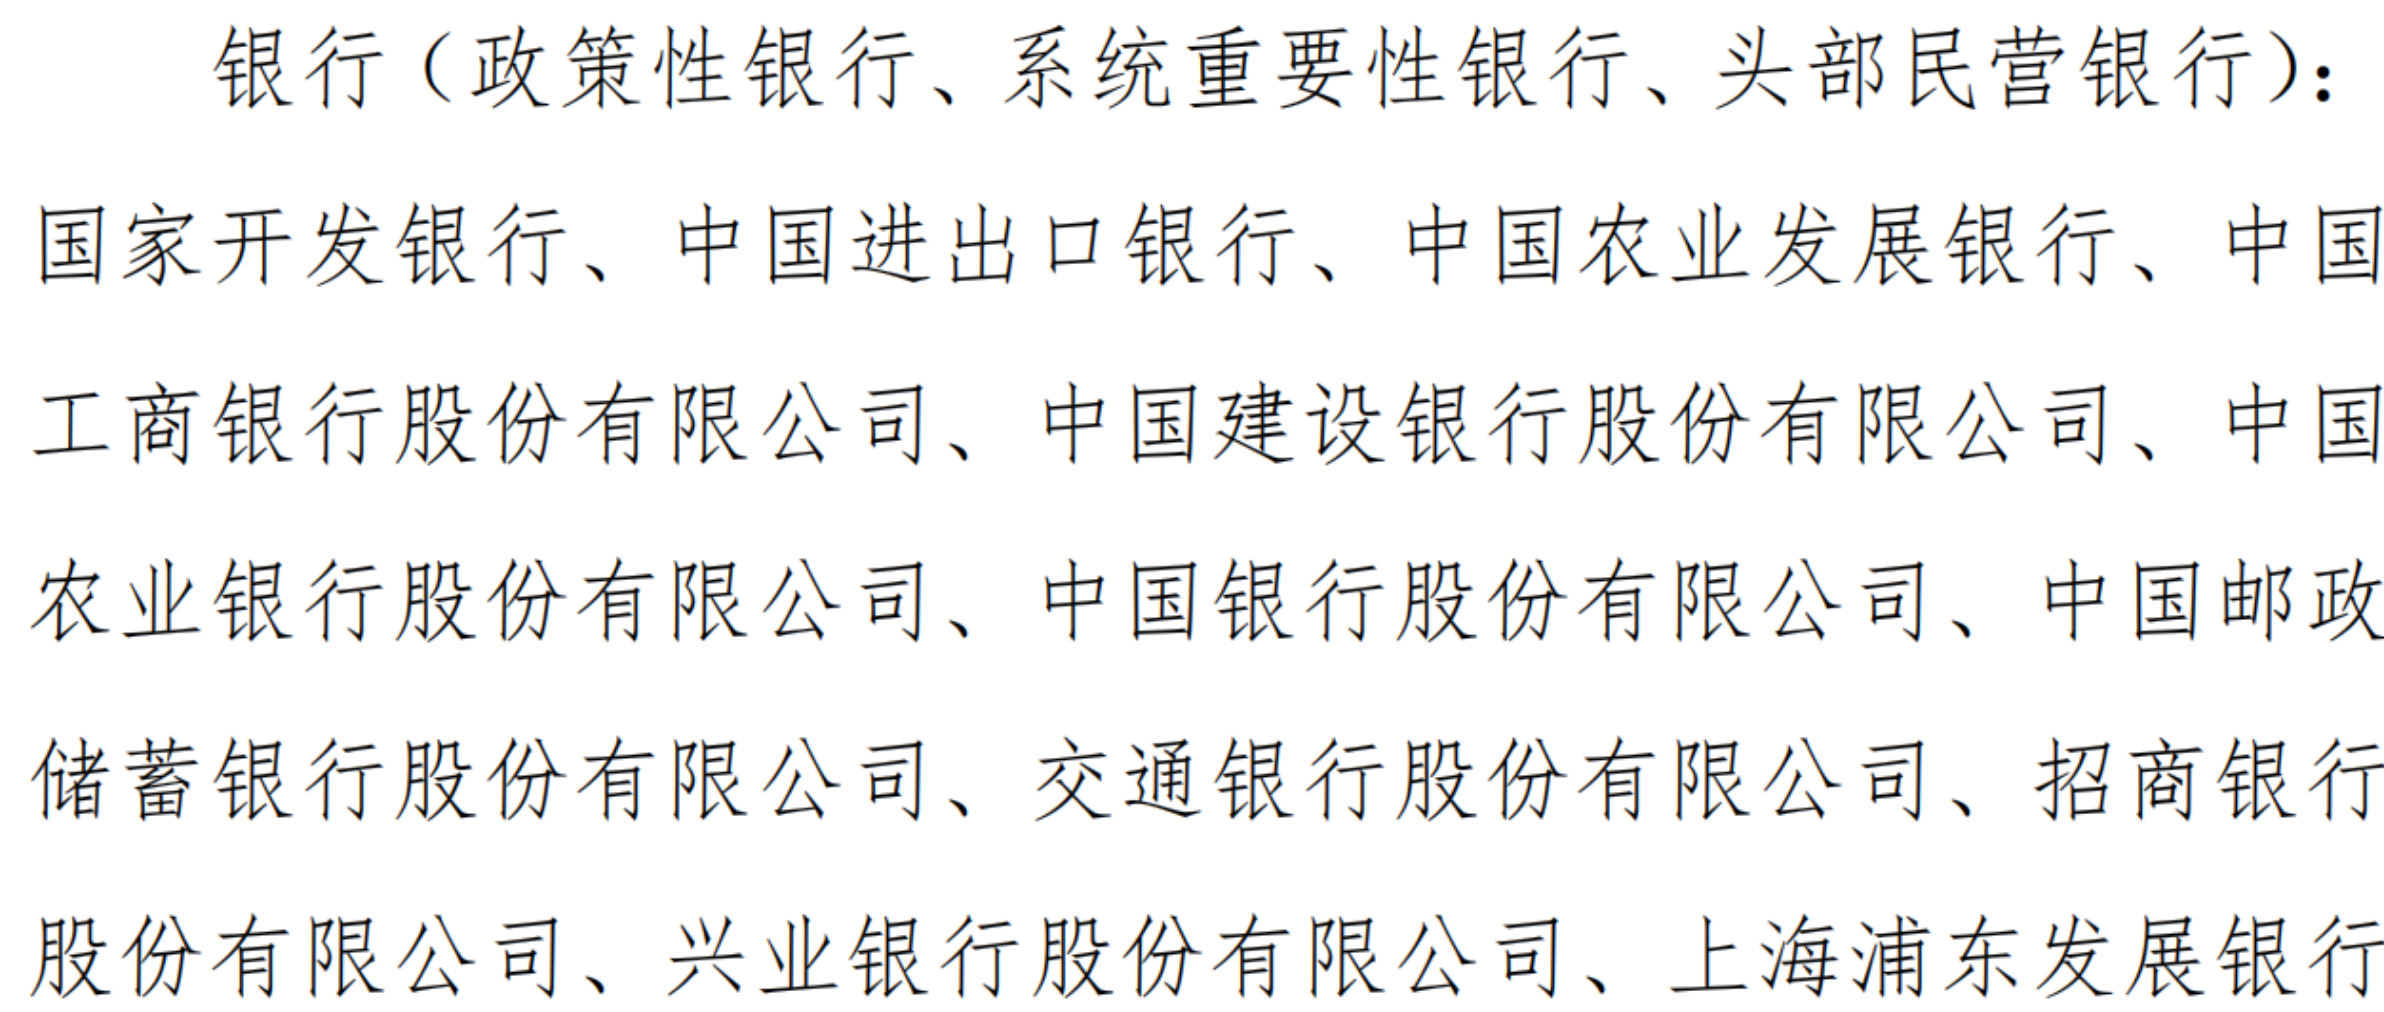 银行（政策性银行、系统重要性银行、头部民营银行）：
国家开发银行、中国进出口银行、中国农业发展银行、中国
工商银行股份有限公司、中国建设银行股份有限公司、中国
农业银行股份有限公司、中国银行股份有限公司、中国邮政
储蓄银行股份有限公司、交通银行股份有限公司、招商银行
股份有限公司、兴业银行股份有限公司、上海浦东发展银行